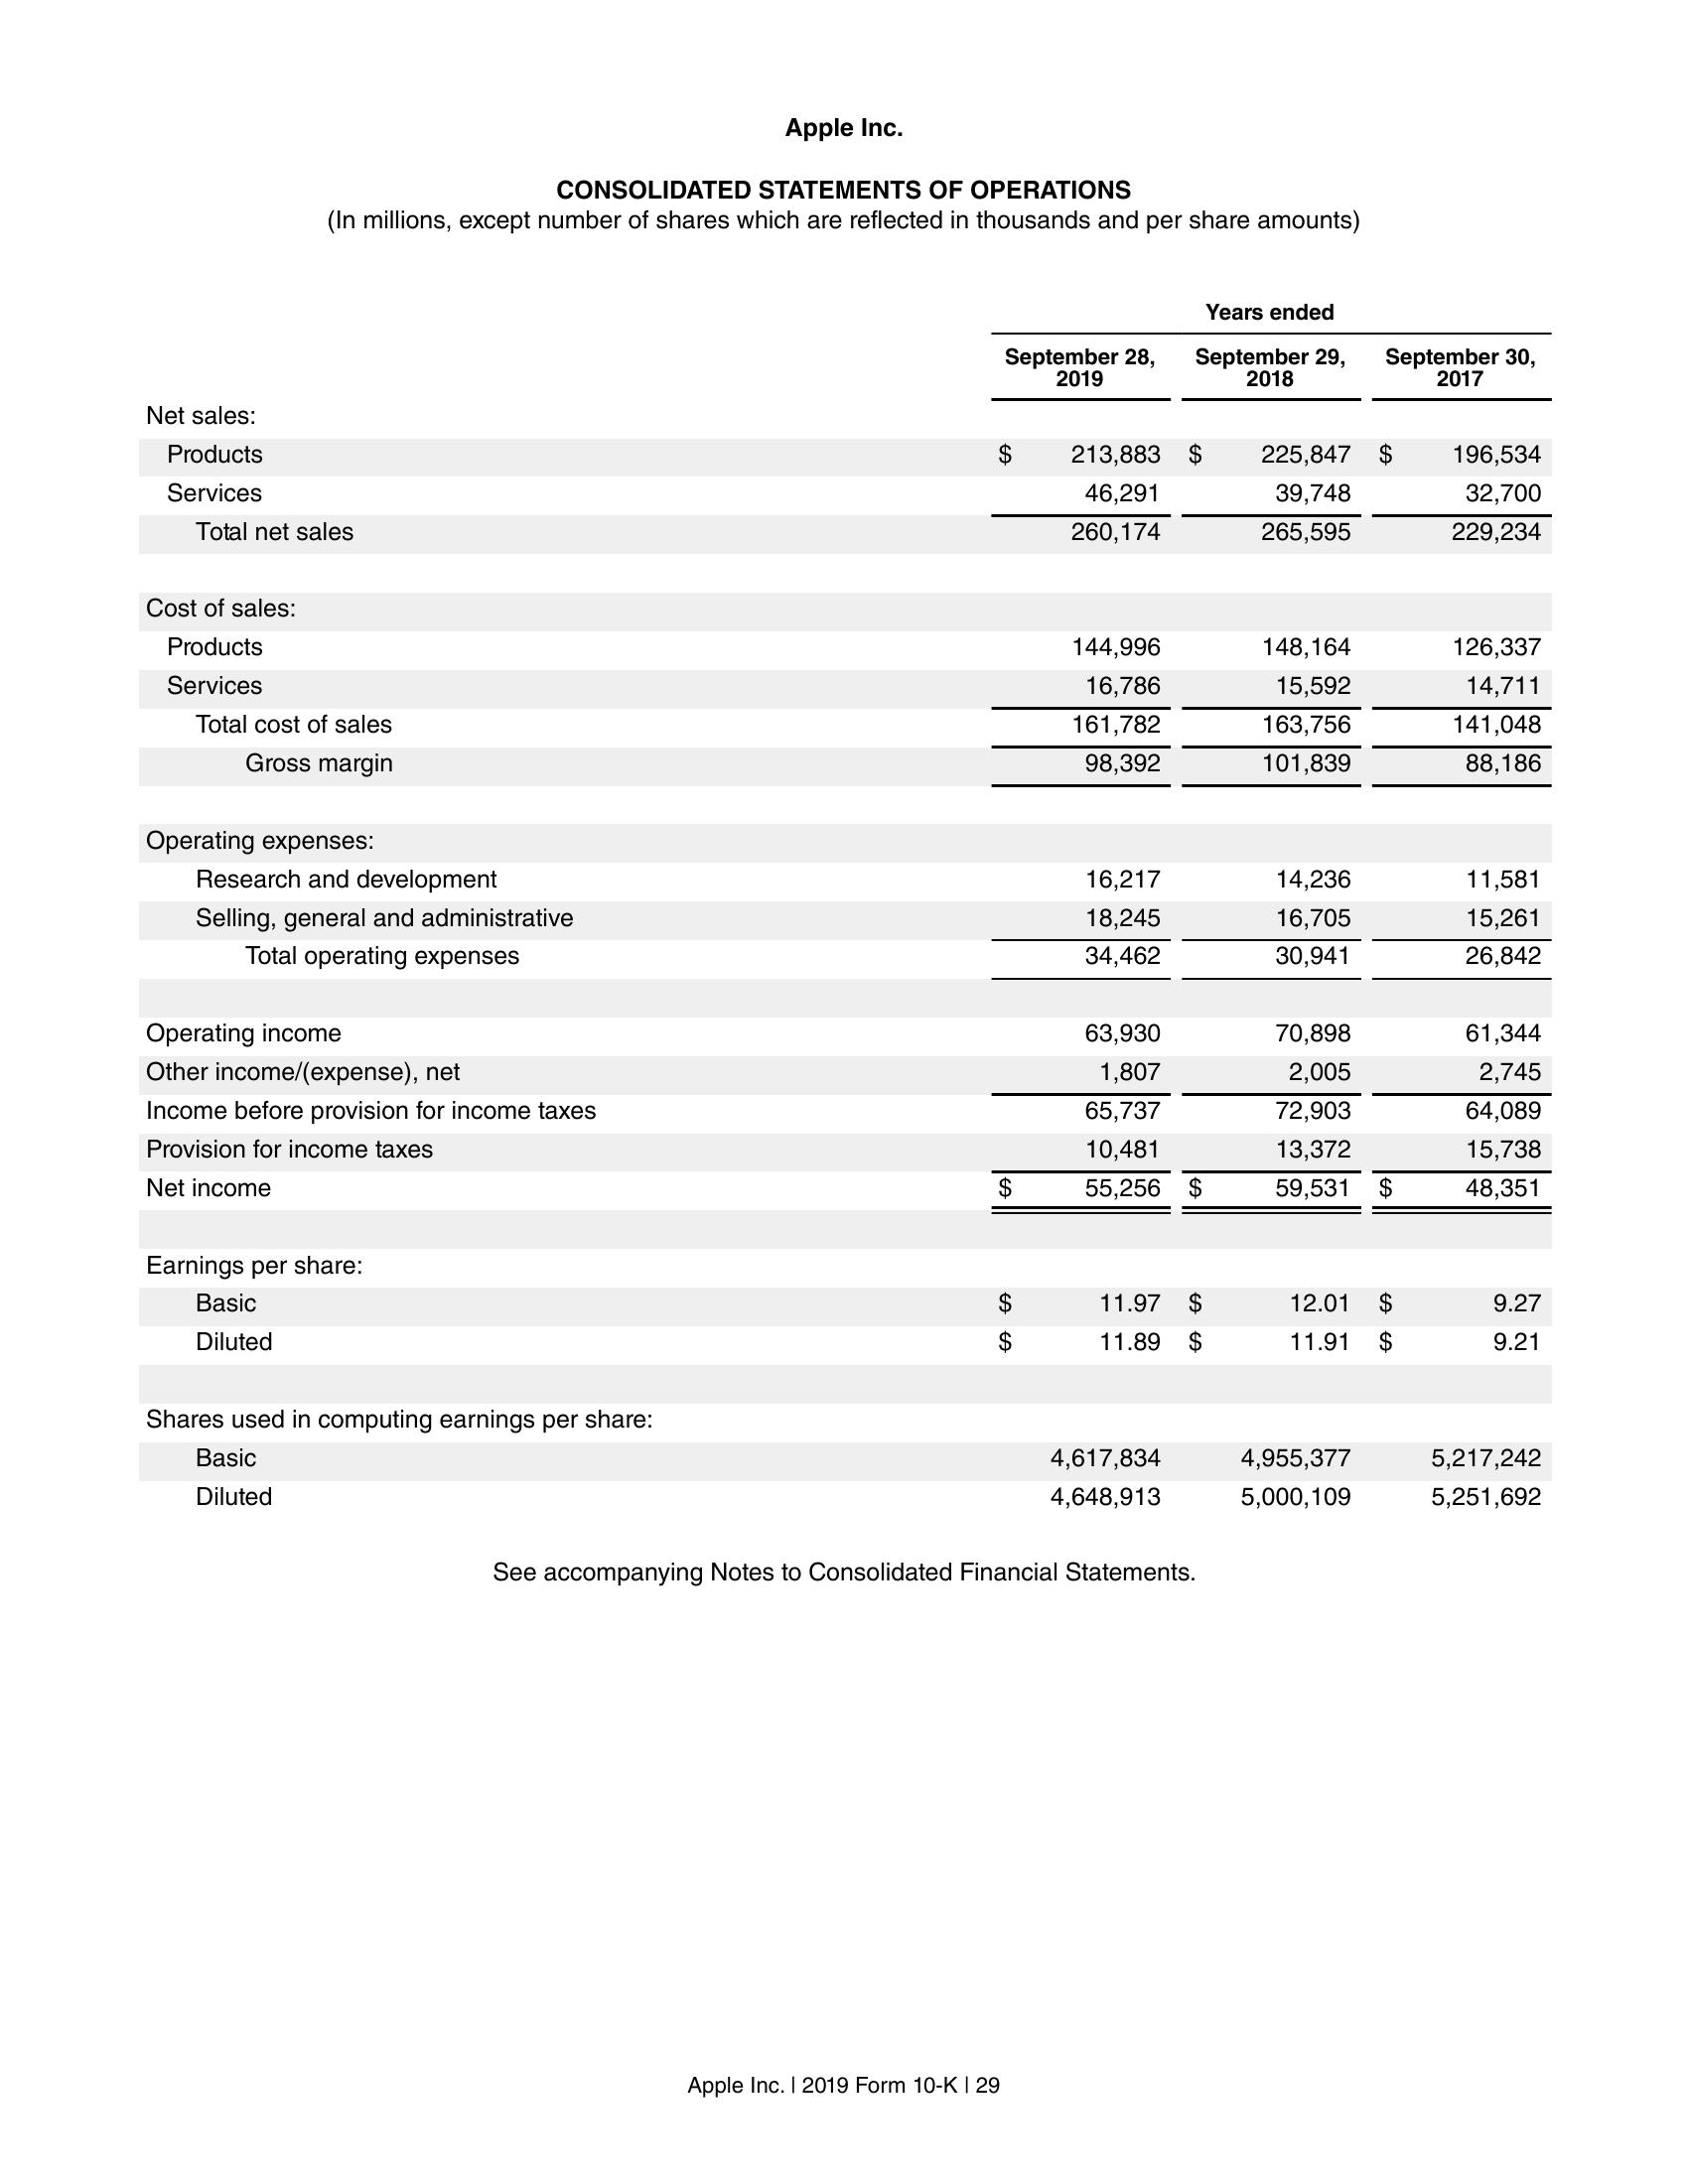 Apple Inc.
CONSOLIDATED STATEMENTS OF OPERATIONS
(In millions, except number of shares which are reflected in thousands and per share amounts)
Years ended
September 28, 2019 September 29, 2018 September 30, 2017
Net sales:
Products $ 213,883 $ 225,847 $ 196,534
Services 46,291 39,748 32,700
Total net sales 260,174 265,595 229,234
Cost of sales:
Products 144,996 148,164 126,337
Services 16,786 15,592 14,711
Total cost of sales 161,782 163,756 141,048
Gross margin 98,392 101,839 88,186
Operating expenses:
Research and development 16,217 14,236 11,581
Selling, general and administrative 18,245 16,705 15,261
Total operating expenses 34,462 30,941 26,842
Operating income 63,930 70,898 61,344
Other income/(expense), net 1,807 2,005 2,745
Income before provision for income taxes 65,737 72,903 64,089
Provision for income taxes 10,481 13,372 15,738
Net income $ 55,256 $ 59,531 $ 48,351
Earnings per share:
Basic $ 11.97 $ 12.01 $ 9.27
Diluted $ 11.89 $ 11.91 $ 9.21
Shares used in computing earnings per share:
Basic 4,617,834 4,955,377 5,217,242
Diluted 4,648,913 5,000,109 5,251,692
See accompanying Notes to Consolidated Financial Statements.
Apple Inc. | 2019 Form 10-K | 29